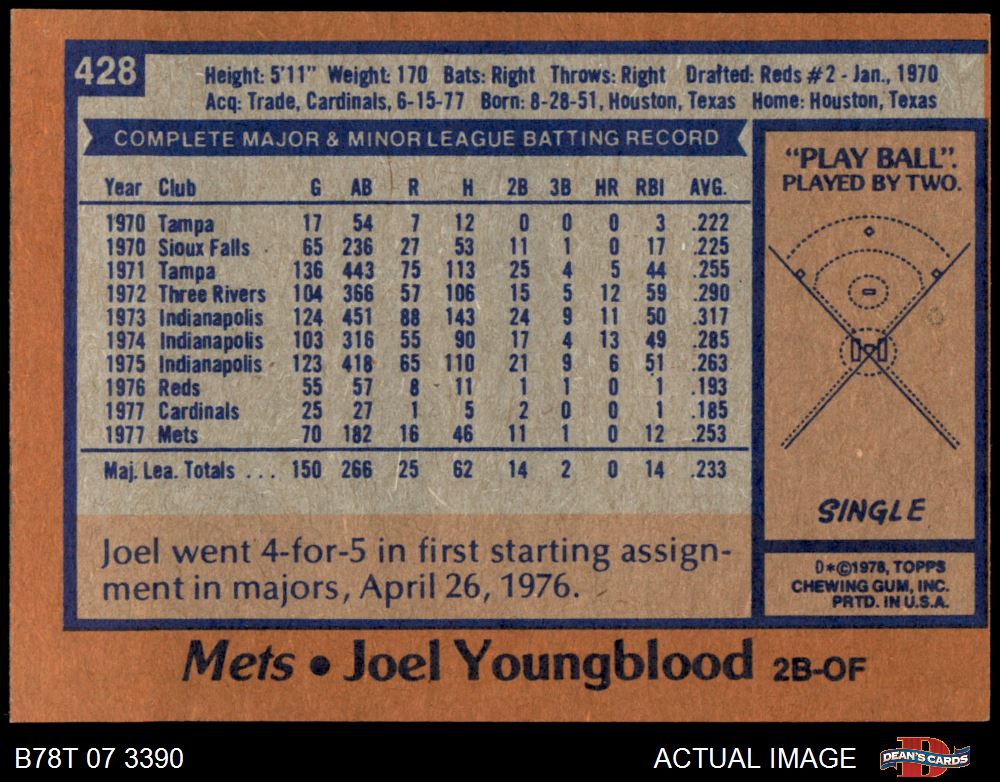 428
Height: 5'11" Weight: 170 Bats: Right Throws: Right Drafted: Reds #2 - Jan., 1970
Acq: Trade, Cardinals, 6-15-77 Born: 8-28-51, Houston, Texas Home: Houston, Texas
COMPLETE MAJOR & MINOR LEAGUE BATTING RECORD
Year Club G AB R H 2B 3B HR RBI AVG.
1970 Tampa 17 54 7 12 0 0 0 3 .222
1970 Sioux Falls 65 236 27 53 11 1 0 17 .225
1971 Tampa 136 443 75 113 25 4 5 44 .255
1972 Three Rivers 104 366 57 106 15 5 12 59 .290
1973 Indianapolis 124 451 88 143 24 9 11 50 .317
1974 Indianapolis 103 316 55 90 17 4 13 49 .285
1975 Indianapolis 123 418 65 110 21 9 6 51 .263
1976 Reds 55 57 8 11 1 1 0 1 .193
1977 Cardinals 25 27 1 5 2 0 0 1 .185
1977 Mets 70 182 16 46 11 1 0 12 .253
Maj. Lea. Totals ... 150 266 25 62 14 2 0 14 .233
Joel went 4-for-5 in first starting assign-
ment in majors, April 26, 1976.
"PLAY BALL".
PLAYED BY TWO.
SINGLE
D*©1978, TOPPS
CHEWING GUM, INC.
PRTD. IN U.S.A.
Mets • Joel Youngblood 2B-OF
B78T 07 3390
ACTUAL IMAGE
DEAN'S CARDS